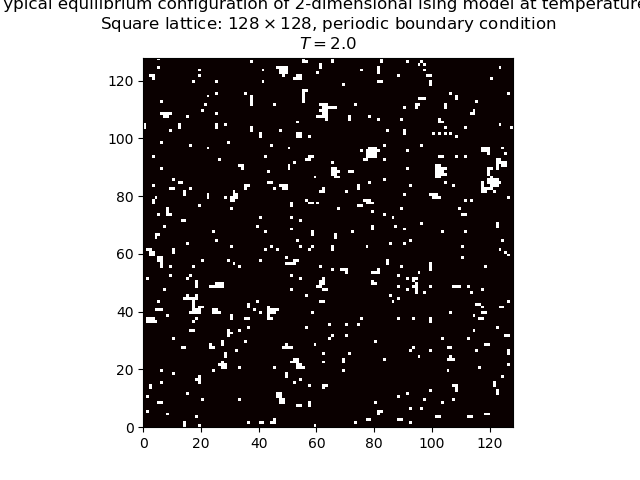 ypical equilibrium configuration of 2-dimensional Ising model at temperature
Square lattice: 128 × 128, periodic boundary condition
T = 2.0
120
100
80
60
40
20
0
0 20 40 60 80 100 120